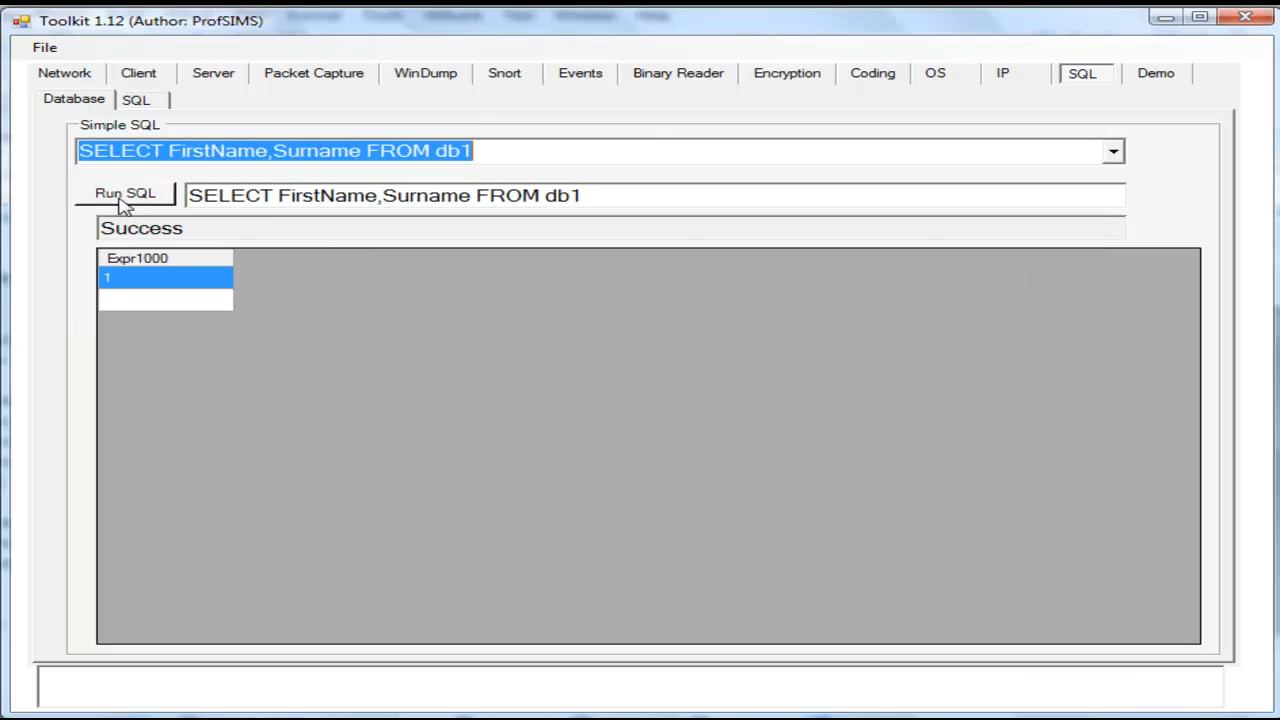 Toolkit 1.12 (Author: ProfSIMS)
File
Network Client Server Packet Capture WinDump Snort Events Binary Reader Encryption Coding OS IP SQL Demo
Database SQL
Simple SQL
SELECT FirstName,Surname FROM db1
Run SQL SELECT FirstName,Surname FROM db1
Success
Expr1000
1